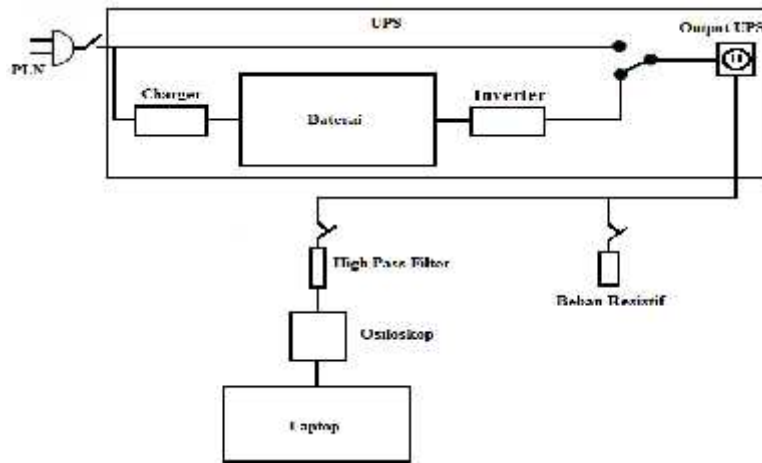 UPS
Output UPS
PLN
Charger
Baterai
Inverter
High Pass Filter
Beban Resistif
Osiloskop
Laptop